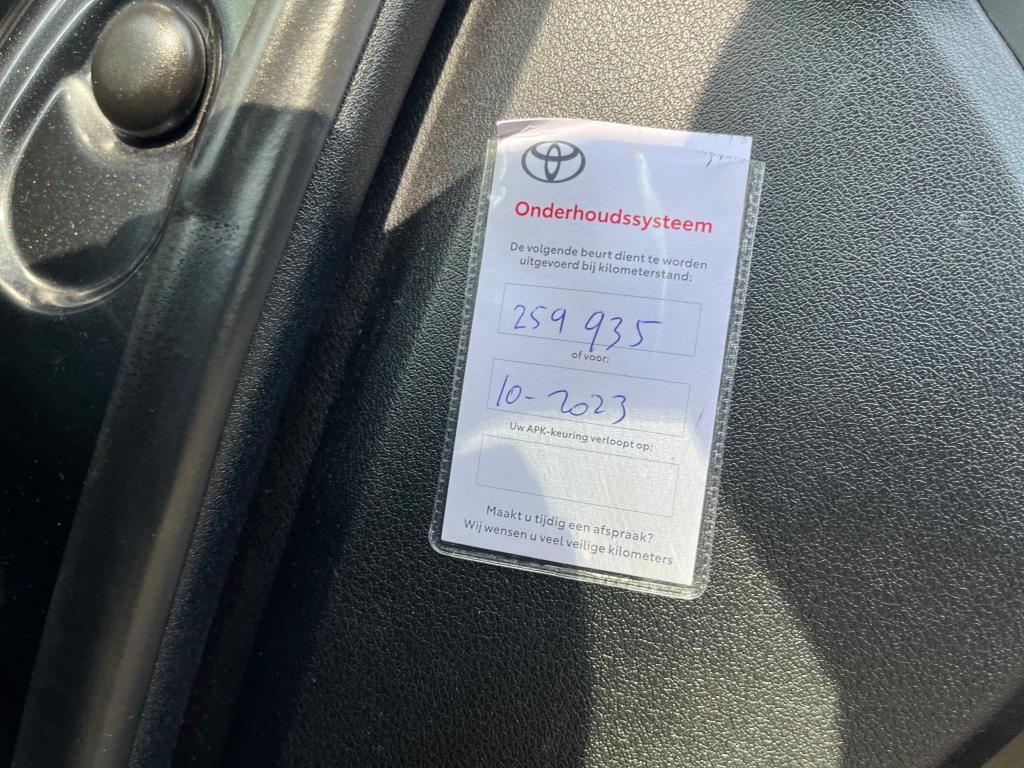 Onderhoudssysteem
De volgende beurt dient te worden
uitgevoerd bij kilometerstand:
259 935
of voor:
10-2023
Uw APK-keuring verloopt op:
Maakt u tijdig een afspraak?
Wij wensen u veel veilige kilometers